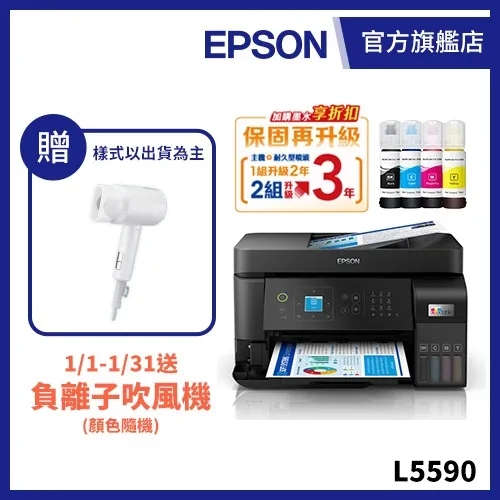 EPSON 官方旗艦店
贈
樣式以出貨為主
1/1-1/31送
負離子吹風機
(顏色隨機)
加購墨水享折扣
保固再升級
主機+耐久型噴頭
1組升級2年
2組升級3年
EPSON
BK C M Y
L5590